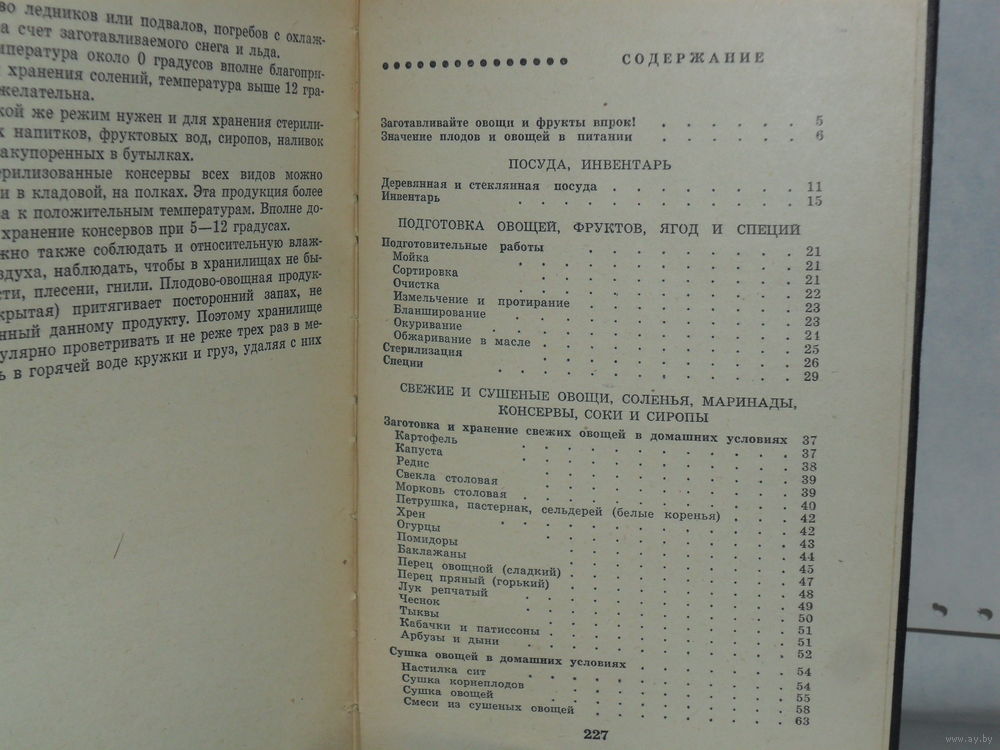 во ледников или подвалов, погребов с охлаж-
а счет заготавливаемого снега и льда.
мпература около 0 градусов вполне благопри-
хранения солений, температура выше 12 гра-
желательна.
кой же режим нужен и для хранения стерили-
х напитков, фруктовых вод, сиропов, наливок
акупоренных в бутылках.
ерилизованные консервы всех видов можно
и в кладовой, на полках. Эта продукция более
а к положительным температурам. Вполне до-
хранение консервов при 5—12 градусах.
жно также соблюдать и относительную влаж-
здуха, наблюдать, чтобы в хранилищах не бы-
сти, плесени, гнили. Плодово-овощная продук-
крытая) притягивает посторонний запах, не
нный данному продукту. Поэтому хранилище
улярно проветривать и не реже трех раз в ме-
ь в горячей воде кружки и груз, удаляя с них
СОДЕРЖАНИЕ
Заготавливайте овощи и фрукты впрок! . . . . . . 5
Значение плодов и овощей в питании . . . . . . 6
ПОСУДА, ИНВЕНТАРЬ
Деревянная и стеклянная посуда . . . . . . . . 11
Инвентарь . . . . . . . . . . 15
ПОДГОТОВКА ОВОЩЕЙ, ФРУКТОВ, ЯГОД И СПЕЦИЙ
Подготовительные работы . . . . . . . . 21
Мойка . . . . . . . . . . 21
Сортировка . . . . . . . . . . 21
Очистка . . . . . . . . . . 22
Измельчение и протирание . . . . . . . . 23
Бланширование . . . . . . . . . . 23
Окуривание . . . . . . . . . . 24
Обжаривание в масле . . . . . . . . . . 25
Стерилизация . . . . . . . . . . 26
Специи . . . . . . . . . . 29
СВЕЖИЕ И СУШЕНЫЕ ОВОЩИ, СОЛЕНЬЯ, МАРИНАДЫ,
КОНСЕРВЫ, СОКИ И СИРОПЫ
Заготовка и хранение свежих овощей в домашних условиях 37
Картофель . . . . . . . . . . 37
Капуста . . . . . . . . . . 38
Редис . . . . . . . . . . 39
Свекла столовая . . . . . . . . . . 39
Морковь столовая . . . . . . . . . . 40
Петрушка, пастернак, сельдерей (белые коренья) . . . . 42
Хрен . . . . . . . . . . 42
Огурцы . . . . . . . . . . 43
Помидоры . . . . . . . . . . 44
Баклажаны . . . . . . . . . . 45
Перец овощной (сладкий) . . . . . . . . . 47
Перец пряный (горький) . . . . . . . . . 48
Лук репчатый . . . . . . . . . . 49
Чеснок . . . . . . . . . . 50
Тыквы . . . . . . . . . . 51
Кабачки и патиссоны . . . . . . . . . . 51
Арбузы и дыни . . . . . . . . . . 52
Сушка овощей в домашних условиях . . . . . . . 54
Настилка сит . . . . . . . . . . 54
Сушка корнеплодов . . . . . . . . . . 55
Сушка овощей . . . . . . . . . . 58
Смеси из сушеных овощей . . . . . . . . 63
227
www.ay.by